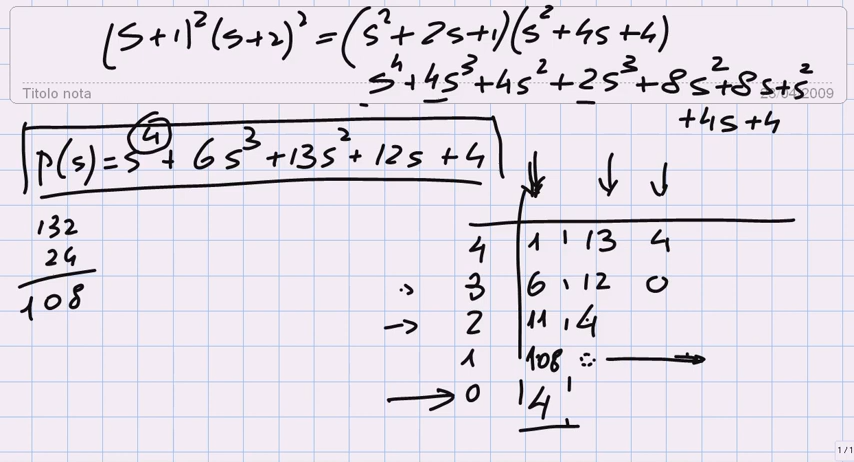 (s+1)² (s+2)² = (s² + 2s+1)(s² +4s+4)
s⁴ + 4s³ + 4s² + 2s³ + 8s² + 8s + s²
Titolo nota
2009
+4s+4
p(s) = s⁴ + 6s³ + 13s² + 12s + 4
132
24
108
4 1 13 4
3 6 12 0
2 11 4
1 108
0 4
1/1